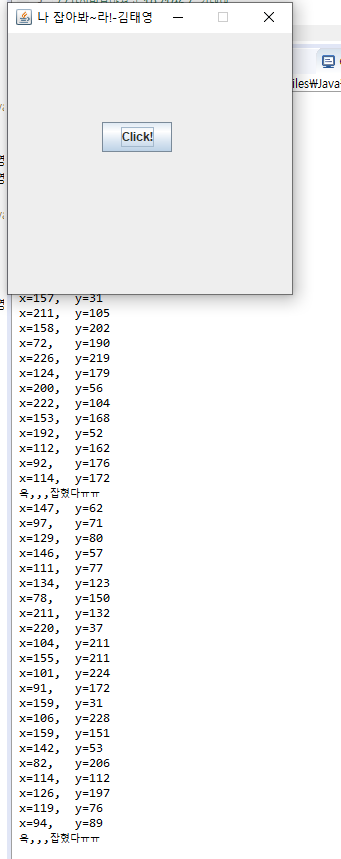 나 잡아봐~라!-김태영
iles\Java
Click!
x=157, y=31
x=211, y=105
x=158, y=202
x=72, y=190
x=226, y=219
x=124, y=179
x=200, y=56
x=222, y=104
x=153, y=168
x=192, y=52
x=112, y=162
x=92, y=176
x=114, y=172
윽,,,잡혔다ㅠㅠ
x=147, y=62
x=97, y=71
x=129, y=80
x=146, y=57
x=111, y=77
x=134, y=123
x=78, y=150
x=211, y=132
x=220, y=37
x=104, y=211
x=155, y=211
x=101, y=224
x=91, y=172
x=159, y=31
x=106, y=228
x=159, y=151
x=142, y=53
x=82, y=206
x=114, y=112
x=126, y=197
x=119, y=76
x=94, y=89
윽,,,잡혔다ㅠㅠ